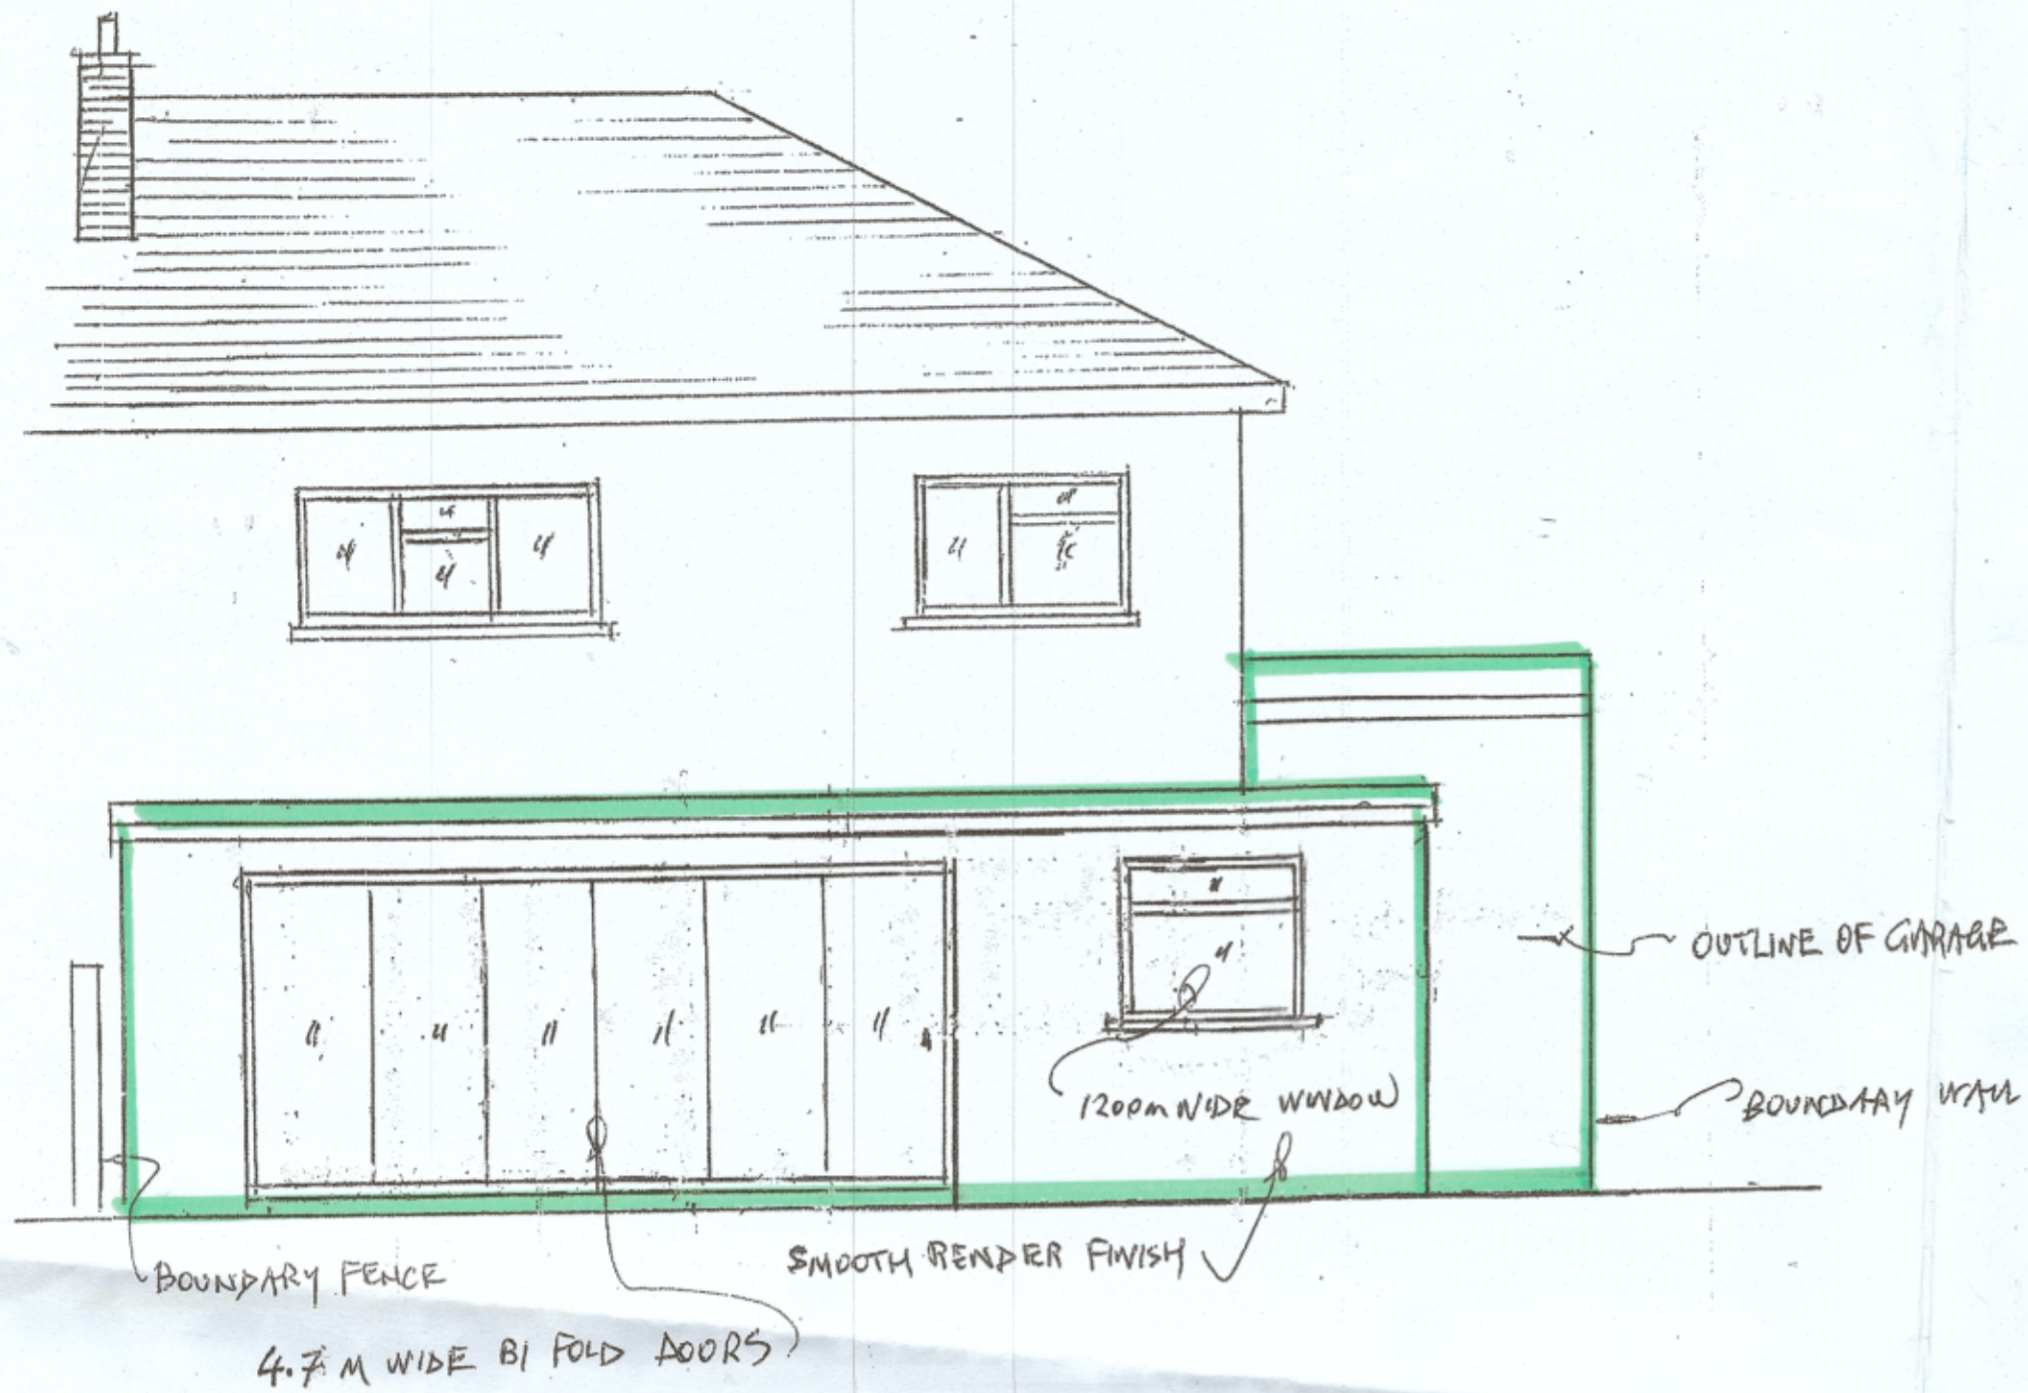 OUTLINE OF GARAGE
1200m WIDE WINDOW
BOUNDARY WALL
SMOOTH RENDER FINISH
BOUNDARY FENCE
4.7 M WIDE BI FOLD DOORS